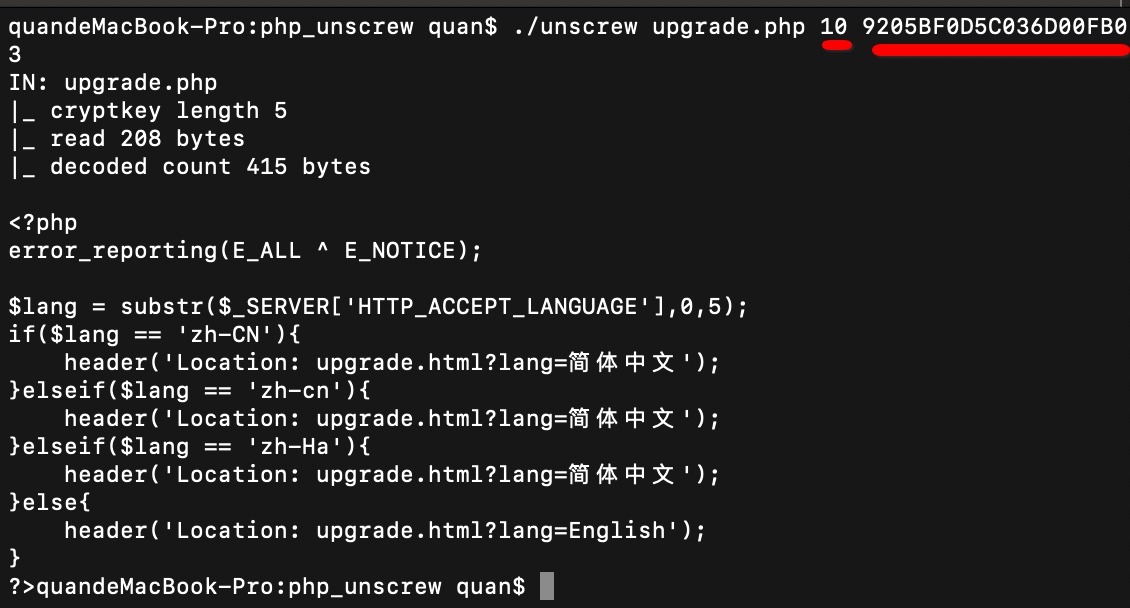 quandeMacBook-Pro:php_unscrew quan$ ./unscrew upgrade.php 10 9205BF0D5C036D00FB0
3
IN: upgrade.php
|_ cryptkey length 5
|_ read 208 bytes
|_ decoded count 415 bytes
<?php
error_reporting(E_ALL ^ E_NOTICE);
$lang = substr($_SERVER['HTTP_ACCEPT_LANGUAGE'],0,5);
if($lang == 'zh-CN'){
    header('Location: upgrade.html?lang=简体中文');
}elseif($lang == 'zh-cn'){
    header('Location: upgrade.html?lang=简体中文');
}elseif($lang == 'zh-Ha'){
    header('Location: upgrade.html?lang=简体中文');
}else{
    header('Location: upgrade.html?lang=English');
}
?>quandeMacBook-Pro:php_unscrew quan$